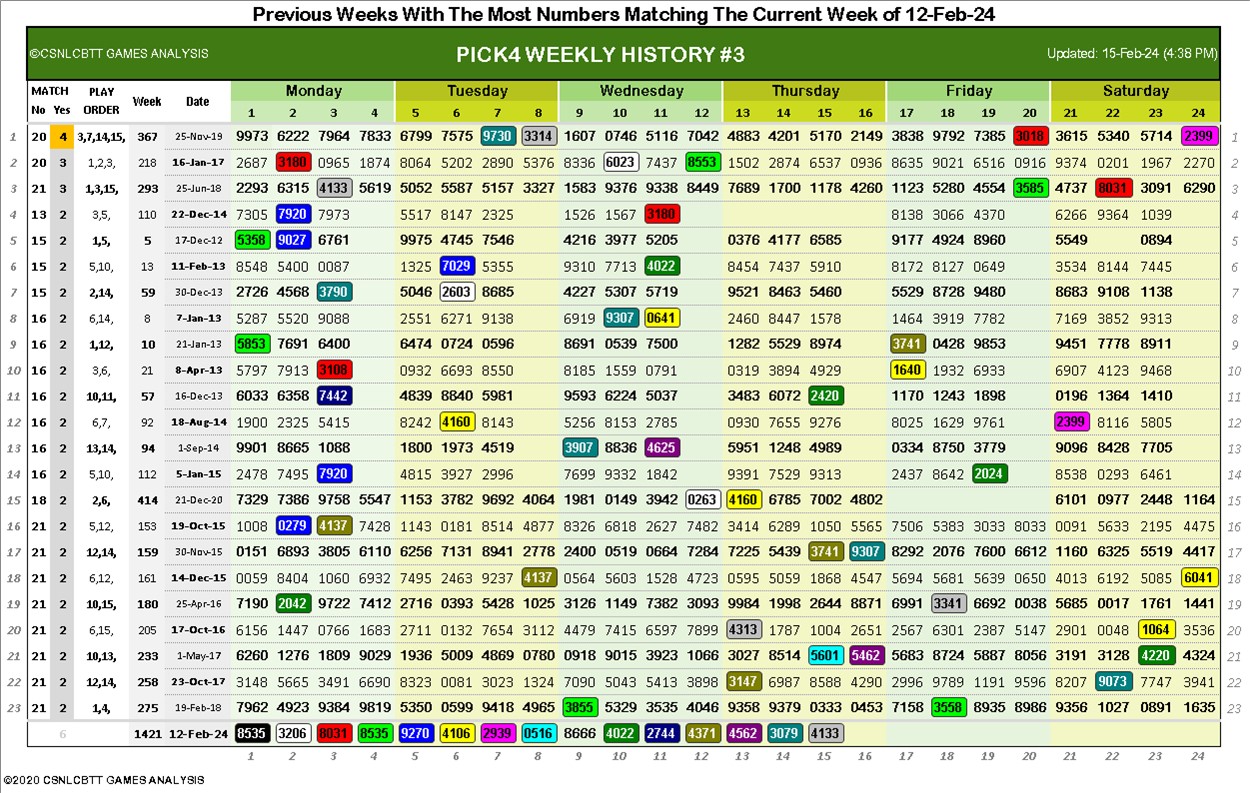 Previous Weeks With The Most Numbers Matching The Current Week of 12-Feb-24
©CSNLCBTT GAMES ANALYSIS PICK4 WEEKLY HISTORY #3 Updated: 15-Feb-24 (4:38 PM)
MATCH PLAY Week Date Monday Tuesday Wednesday Thursday Friday Saturday
No Yes ORDER 1 2 3 4 5 6 7 8 9 10 11 12 13 14 15 16 17 18 19 20 21 22 23 24
1 20 4 3,7,14,15, 367 25-Nov-19 9973 6222 7964 7833 6799 7575 9730 3314 1607 0746 5116 7042 4883 4201 5170 2149 3838 9792 7385 3018 3615 5340 5714 2399 1
2 20 3 1,2,3, 218 16-Jan-17 2687 3180 0965 1874 8064 5202 2890 5376 8336 6023 7437 8553 1502 2874 6537 0936 8635 9021 6516 0916 9374 0201 1967 2270 2
3 21 3 1,3,15, 293 25-Jun-18 2293 6315 4133 5619 5052 5587 5157 3327 1583 9376 9338 8449 7689 1700 1178 4260 1123 5280 4554 3585 4737 8031 3091 6290 3
4 13 2 3,5, 110 22-Dec-14 7305 7920 7973 5517 8147 2325 1526 1567 3180 8138 3066 4370 6266 9364 1039 4
5 15 2 1,5, 5 17-Dec-12 5358 9027 6761 9975 4745 7546 4216 3977 5205 0376 4177 6585 9177 4924 8960 5549 0894 5
6 15 2 5,10, 13 11-Feb-13 8548 5400 0087 1325 7029 5355 9310 7713 4022 8454 7437 5910 8172 8127 0649 3534 8144 7445 6
7 15 2 2,14, 59 30-Dec-13 2726 4568 3790 5046 2603 8685 4227 5307 5719 9521 8463 5460 5529 8728 9480 8683 9108 1138 7
8 16 2 6,14, 8 7-Jan-13 5287 5520 9088 2551 6271 9138 6919 9307 0641 2460 8447 1578 1464 3919 7782 7169 3852 9313 8
9 16 2 1,12, 10 21-Jan-13 5853 7691 6400 6474 0724 0596 8691 0539 7500 1282 5529 8974 3741 0428 9853 9451 7778 8911 9
10 16 2 3,6, 21 8-Apr-13 5797 7913 3108 0932 6693 8550 8185 1559 0791 0319 3894 4929 1640 1932 6933 6907 4123 9468 10
11 16 2 10,11, 57 16-Dec-13 6033 6358 7442 4839 8840 5981 9593 6224 5037 3483 6072 2420 1170 1243 1898 0196 1364 1410 11
12 16 2 6,7, 92 18-Aug-14 1900 2325 5415 8242 4160 8143 5256 8153 2785 0930 7655 9276 8025 1629 9761 2399 8116 5805 12
13 16 2 13,14, 94 1-Sep-14 9901 8665 1088 1800 1973 4519 3907 8836 4625 5951 1248 4989 0334 8750 3779 9096 8428 7705 13
14 16 2 5,10, 112 5-Jan-15 2478 7495 7920 4815 3927 2996 7699 9332 1842 9391 7529 9313 2437 8642 2024 8538 0293 6461 14
15 18 2 2,6, 414 21-Dec-20 7329 7386 9758 5547 1153 3782 9692 4064 1981 0149 3942 0263 4160 6785 7002 4802 6101 0977 2448 1164 15
16 21 2 5,12, 153 19-Oct-15 1008 0279 4137 7428 1143 0181 8514 4877 8326 6818 2627 7482 3414 6289 1050 5565 7506 5383 3033 8033 0091 5633 2195 4475 16
17 21 2 12,14, 159 30-Nov-15 0151 6893 3805 6110 6256 7131 8941 2778 2400 0519 0664 7284 7225 5439 3741 9307 8292 2076 7600 6612 1160 6325 5519 4417 17
18 21 2 6,12, 161 14-Dec-15 0059 8404 1060 6932 7495 2463 9237 4137 0564 5603 1528 4723 0595 5059 1868 4547 5694 5681 5639 0650 4013 6192 5085 6041 18
19 21 2 10,15, 180 25-Apr-16 7190 2042 9722 7412 2716 0393 5428 1025 3126 1149 7382 3093 9984 1998 2644 8871 6991 3341 6692 0038 5685 0017 1761 1441 19
20 21 2 6,15, 205 17-Oct-16 6156 1447 0766 1683 2711 0132 7654 3112 4479 7415 6597 7899 4313 1787 1004 2651 2567 6301 2387 5147 2901 0048 1064 3536 20
21 21 2 10,13, 233 1-May-17 6260 1276 1809 9029 1936 5009 4869 0780 0918 9015 3923 1066 3027 8514 5601 5462 5683 8724 5887 8056 3191 3128 4220 4324 21
22 21 2 12,14, 258 23-Oct-17 3148 5665 3491 6690 8323 0081 3023 1324 7090 5043 5413 3898 3147 6987 8588 4290 2996 9789 1191 9596 8207 9073 7747 3941 22
23 21 2 1,4, 275 19-Feb-18 7962 4923 9384 9819 5350 0599 9418 4965 3855 5329 3535 4046 9358 9379 0333 0453 7158 3558 8935 8986 9356 1027 0891 1635 23
6 1421 12-Feb-24 8535 3206 8031 8535 9270 4106 2939 0516 8666 4022 2744 4371 4562 3079 4133
1 2 3 4 5 6 7 8 9 10 11 12 13 14 15 16 17 18 19 20 21 22 23 24
©2020 CSNLCBTT GAMES ANALYSIS